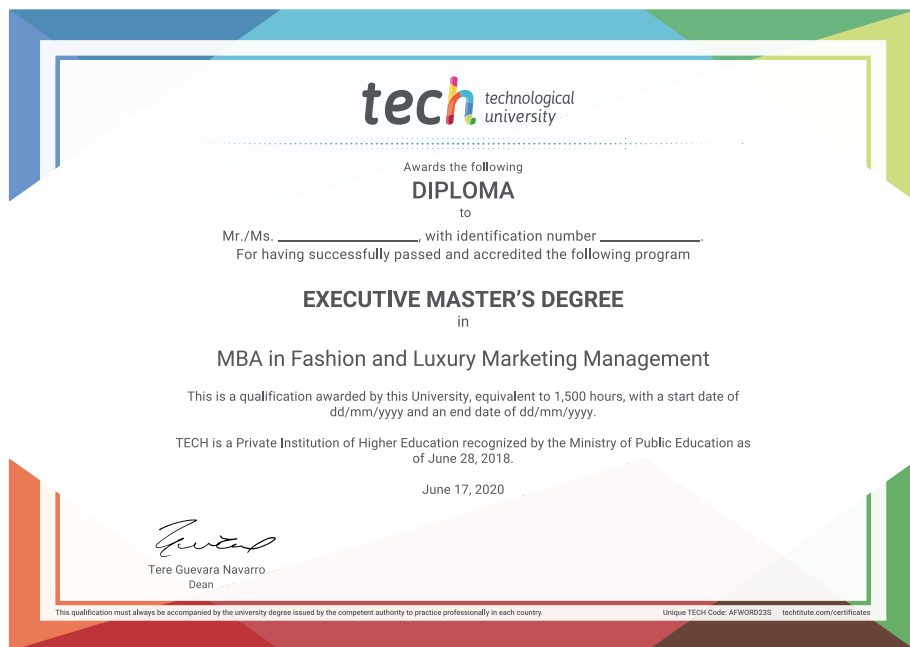 tech technological
university
Awards the following
DIPLOMA
to
Mr./Ms. ____________________, with identification number ______________.
For having successfully passed and accredited the following program
EXECUTIVE MASTER’S DEGREE
in
MBA in Fashion and Luxury Marketing Management
This is a qualification awarded by this University, equivalent to 1,500 hours, with a start date of
dd/mm/yyyy and an end date of dd/mm/yyyy.
TECH is a Private Institution of Higher Education recognized by the Ministry of Public Education as
of June 28, 2018.
June 17, 2020
Tere Guevara Navarro
Dean
This qualification must always be accompanied by the university degree issued by the competent authority to practice professionally in each country.
Unique TECH Code: AFWORD23S techtitute.com/certificates